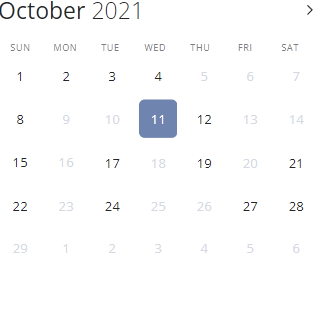 October 2021
SUN MON TUE WED THU FRI SAT
1 2 3 4 5 6 7
8 9 10 11 12 13 14
15 16 17 18 19 20 21
22 23 24 25 26 27 28
29 1 2 3 4 5 6